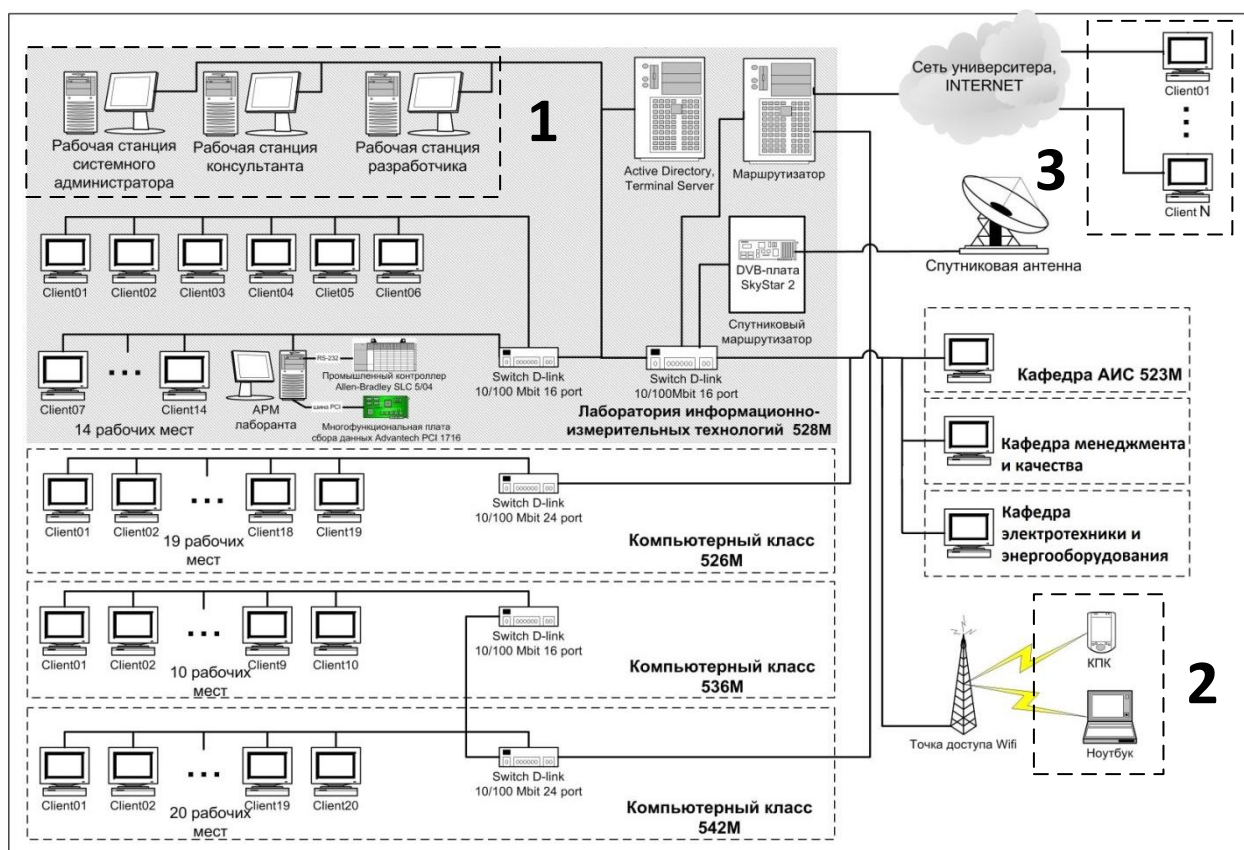 Рабочая станция
системного
администратора
Рабочая станция
консультанта
Рабочая станция
разработчика
1
Active Directory,
Terminal Server
Маршрутизатор
Сеть университера,
INTERNET
Client01
Client N
3
Спутниковая антенна
Client01
Client02
Client03
Client04
Cliet05
Client06
DVB-плата
SkyStar 2
Спутниковый
маршрутизатор
Client07
Client14
14 рабочих мест
АРМ
лаборанта
RS-232
Промышленный контроллер
Allen-Bradley SLC 5/04
шина PCI
Многофункциональная плата
сбора данных Advantech PCI 1716
Switch D-link
10/100 Mbit 16 port
Switch D-link
10/100Mbit 16 port
Лаборатория информационно-
измерительных технологий 528М
Кафедра АИС 523М
Кафедра менеджмента
и качества
Кафедра
электротехники и
энергооборудования
Client01
Client02
Client18
Client19
19 рабочих
мест
Switch D-link
10/100 Mbit 24 port
Компьютерный класс
526М
Client01
Client02
Client9
Client10
10 рабочих
мест
Switch D-link
10/100 Mbit 16 port
Компьютерный класс
536М
Client01
Client02
Client19
Client20
20 рабочих
мест
Switch D-link
10/100 Mbit 24 port
Компьютерный класс
542М
Точка доступа Wifi
КПК
Ноутбук
2